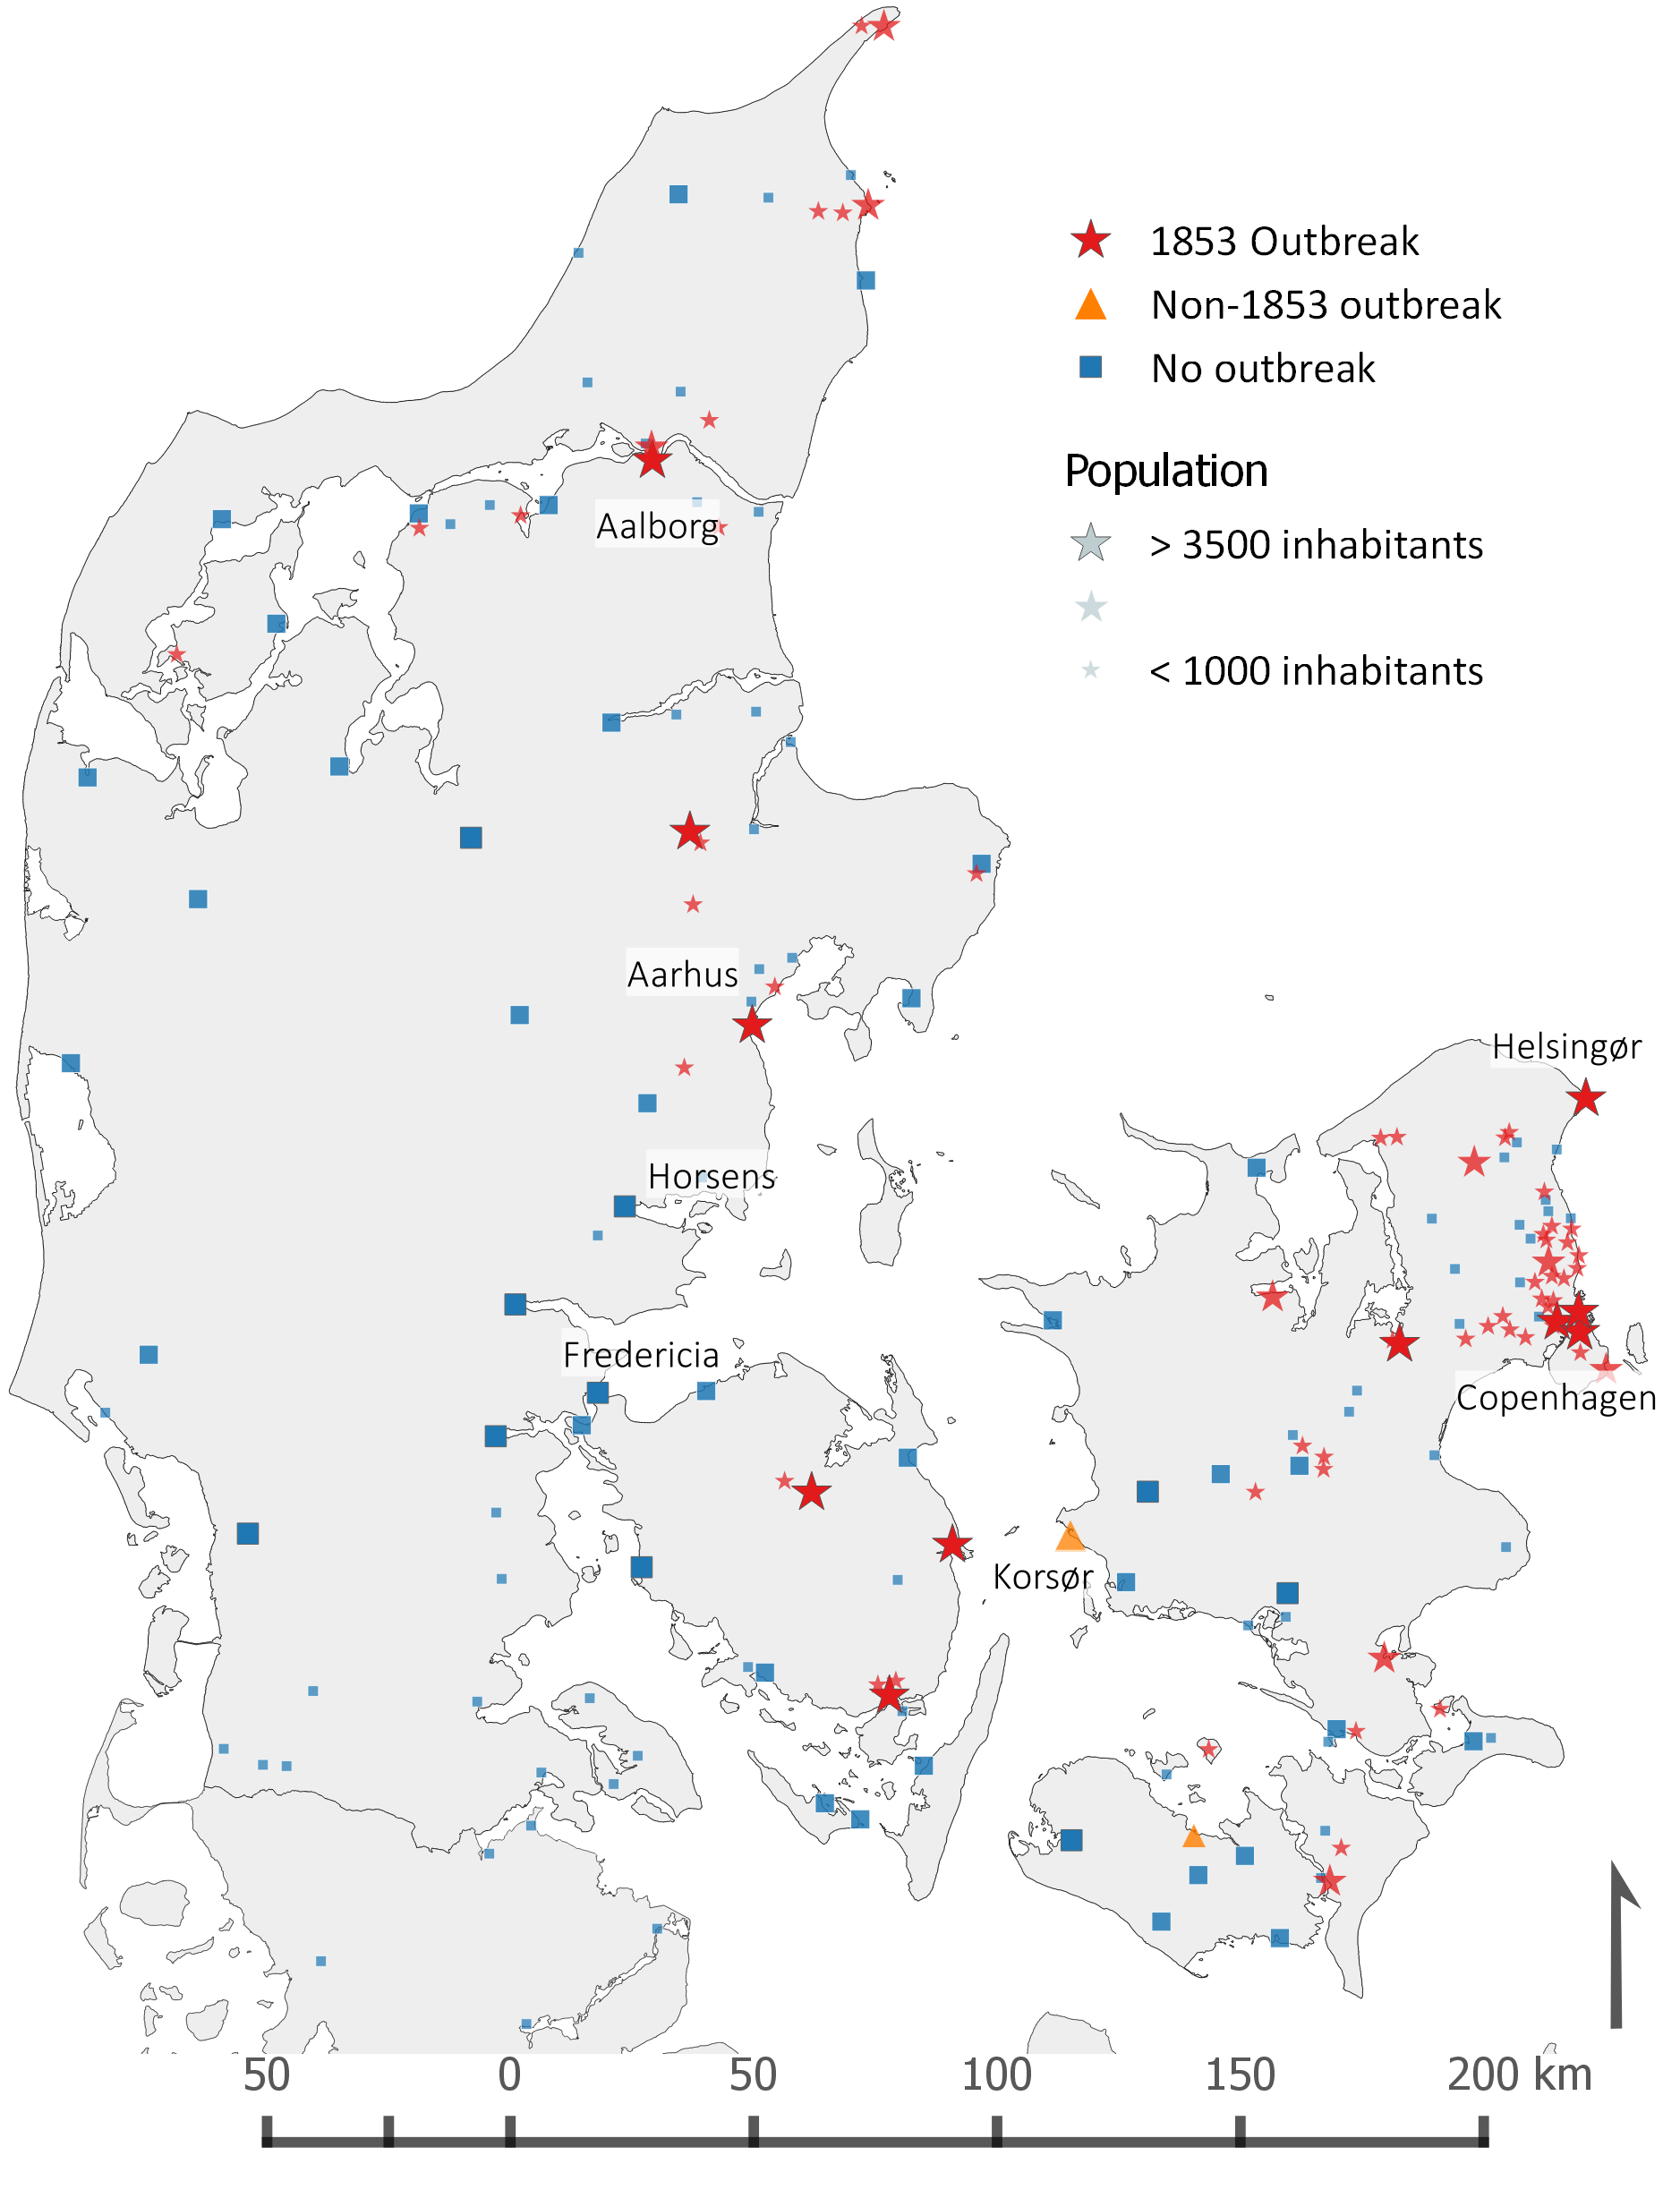 1853 Outbreak
Non-1853 outbreak
No outbreak
Population
> 3500 inhabitants
< 1000 inhabitants
Aalborg
Aarhus
Helsingør
Horsens
Fredericia
Copenhagen
Korsør
50 0 50 100 150 200 km